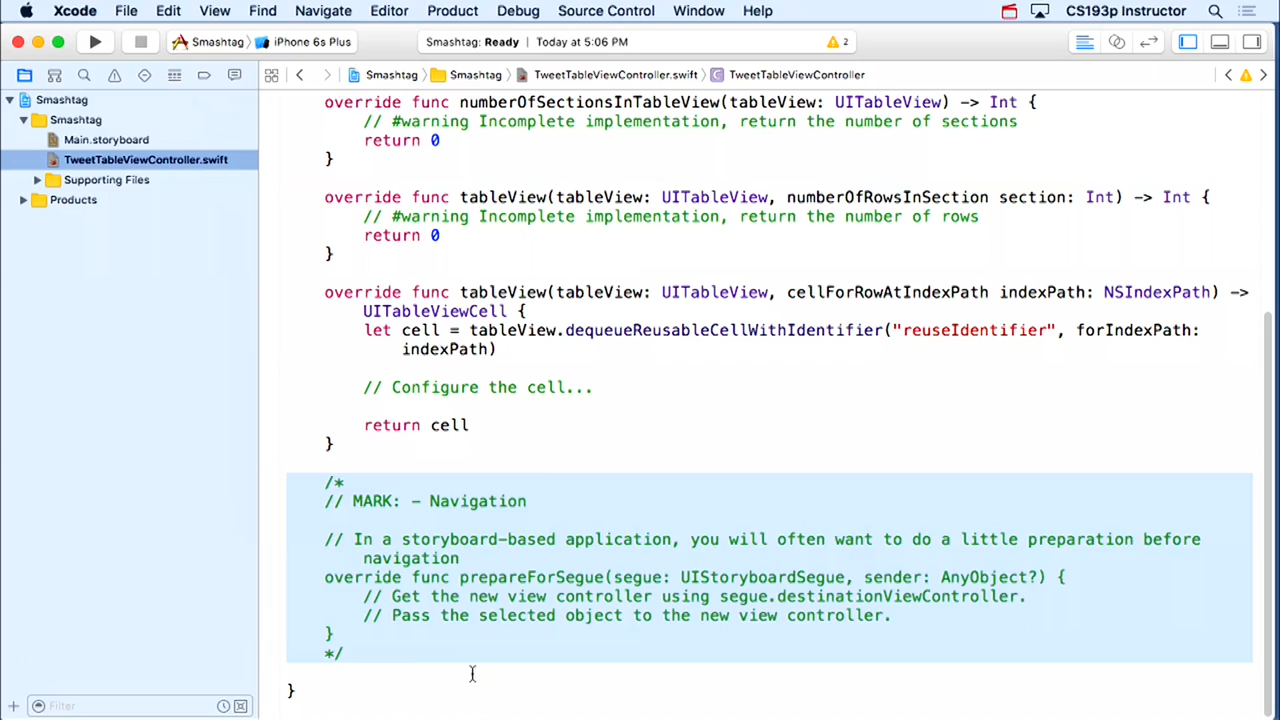 Xcode File Edit View Find Navigate Editor Product Debug Source Control Window Help CS193p Instructor
Smashtag iPhone 6s Plus Smashtag: Ready Today at 5:06 PM 2
Smashtag Smashtag TweetTableViewController.swift TweetTableViewController
Smashtag
Smashtag
Main.storyboard
TweetTableViewController.swift
Supporting Files
Products
Filter
override func numberOfSectionsInTableView(tableView: UITableView) -> Int {
// #warning Incomplete implementation, return the number of sections
return 0
}
override func tableView(tableView: UITableView, numberOfRowsInSection section: Int) -> Int {
// #warning Incomplete implementation, return the number of rows
return 0
}
override func tableView(tableView: UITableView, cellForRowAtIndexPath indexPath: NSIndexPath) ->
UITableViewCell {
let cell = tableView.dequeueReusableCellWithIdentifier("reuseIdentifier", forIndexPath:
indexPath)
// Configure the cell...
return cell
}
/*
// MARK: - Navigation
// In a storyboard-based application, you will often want to do a little preparation before
navigation
override func prepareForSegue(segue: UIStoryboardSegue, sender: AnyObject?) {
// Get the new view controller using segue.destinationViewController.
// Pass the selected object to the new view controller.
}
*/
}